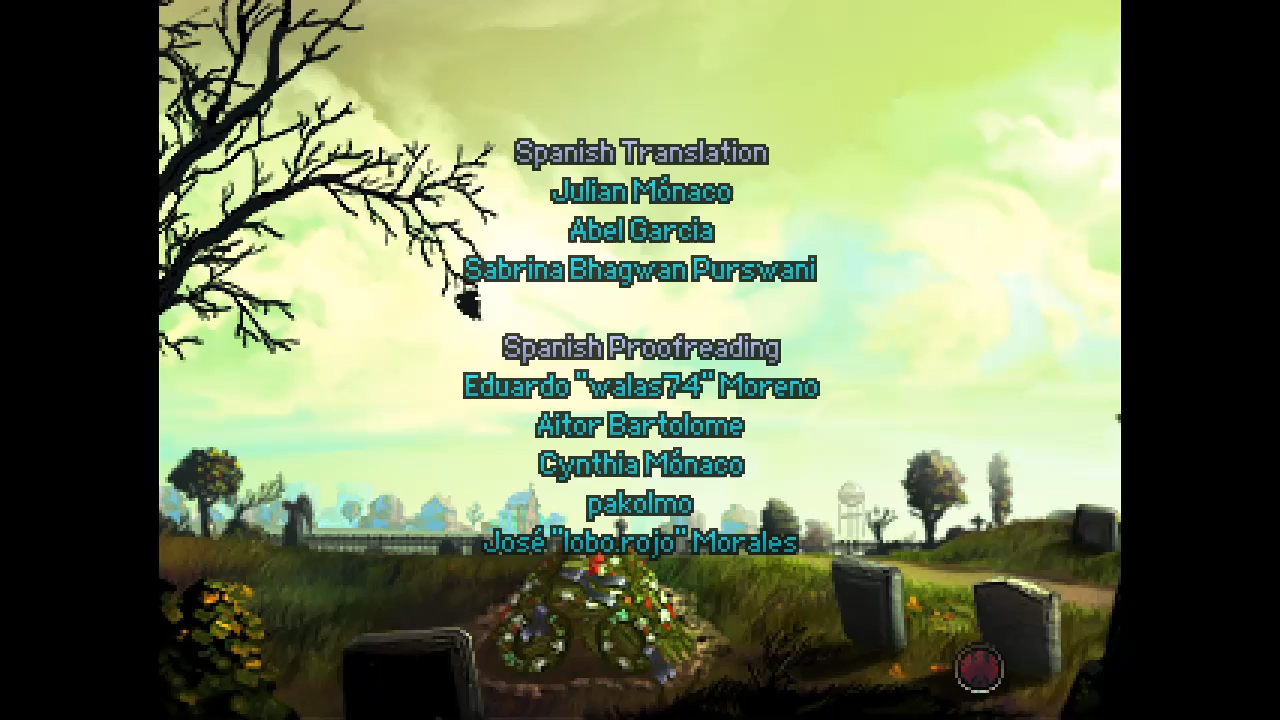 Spanish Translation
Julian Mónaco
Abel Garcia
Sabrina Bhagwan Purswani
Spanish Proofreading
Eduardo "walas74" Moreno
Aitor Bartolome
Cynthia Mónaco
pakolmo
José "lobo.rojo" Morales